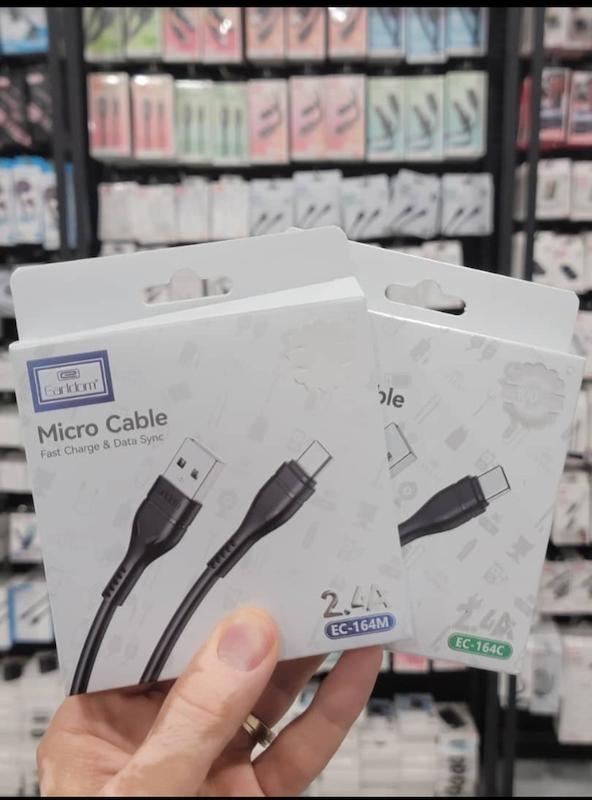 Earldom®
Micro Cable
Fast Charge & Data Sync
2.4A
EC-164M
ble
2.4A
EC-164C